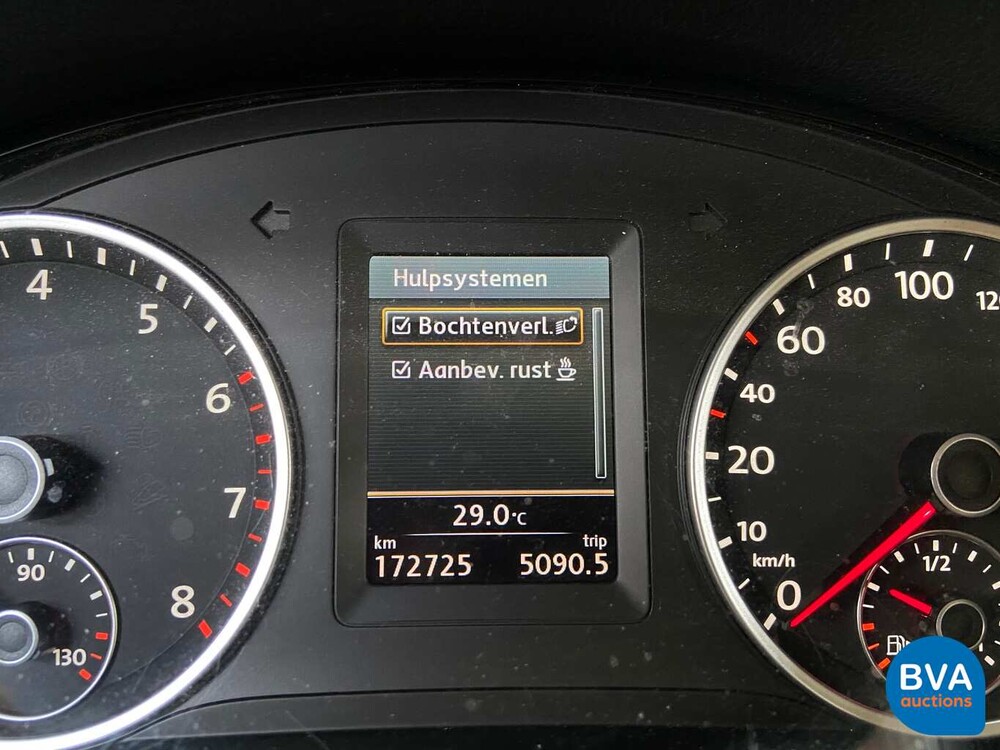 Hulpsystemen
Bochtenverl.
Aanbev. rust
29.0°C
km trip
172725 5090.5
4
5
6
7
8
90
130
0
10
20
40
60
80
100
120
km/h
1/2
BVA
auctions